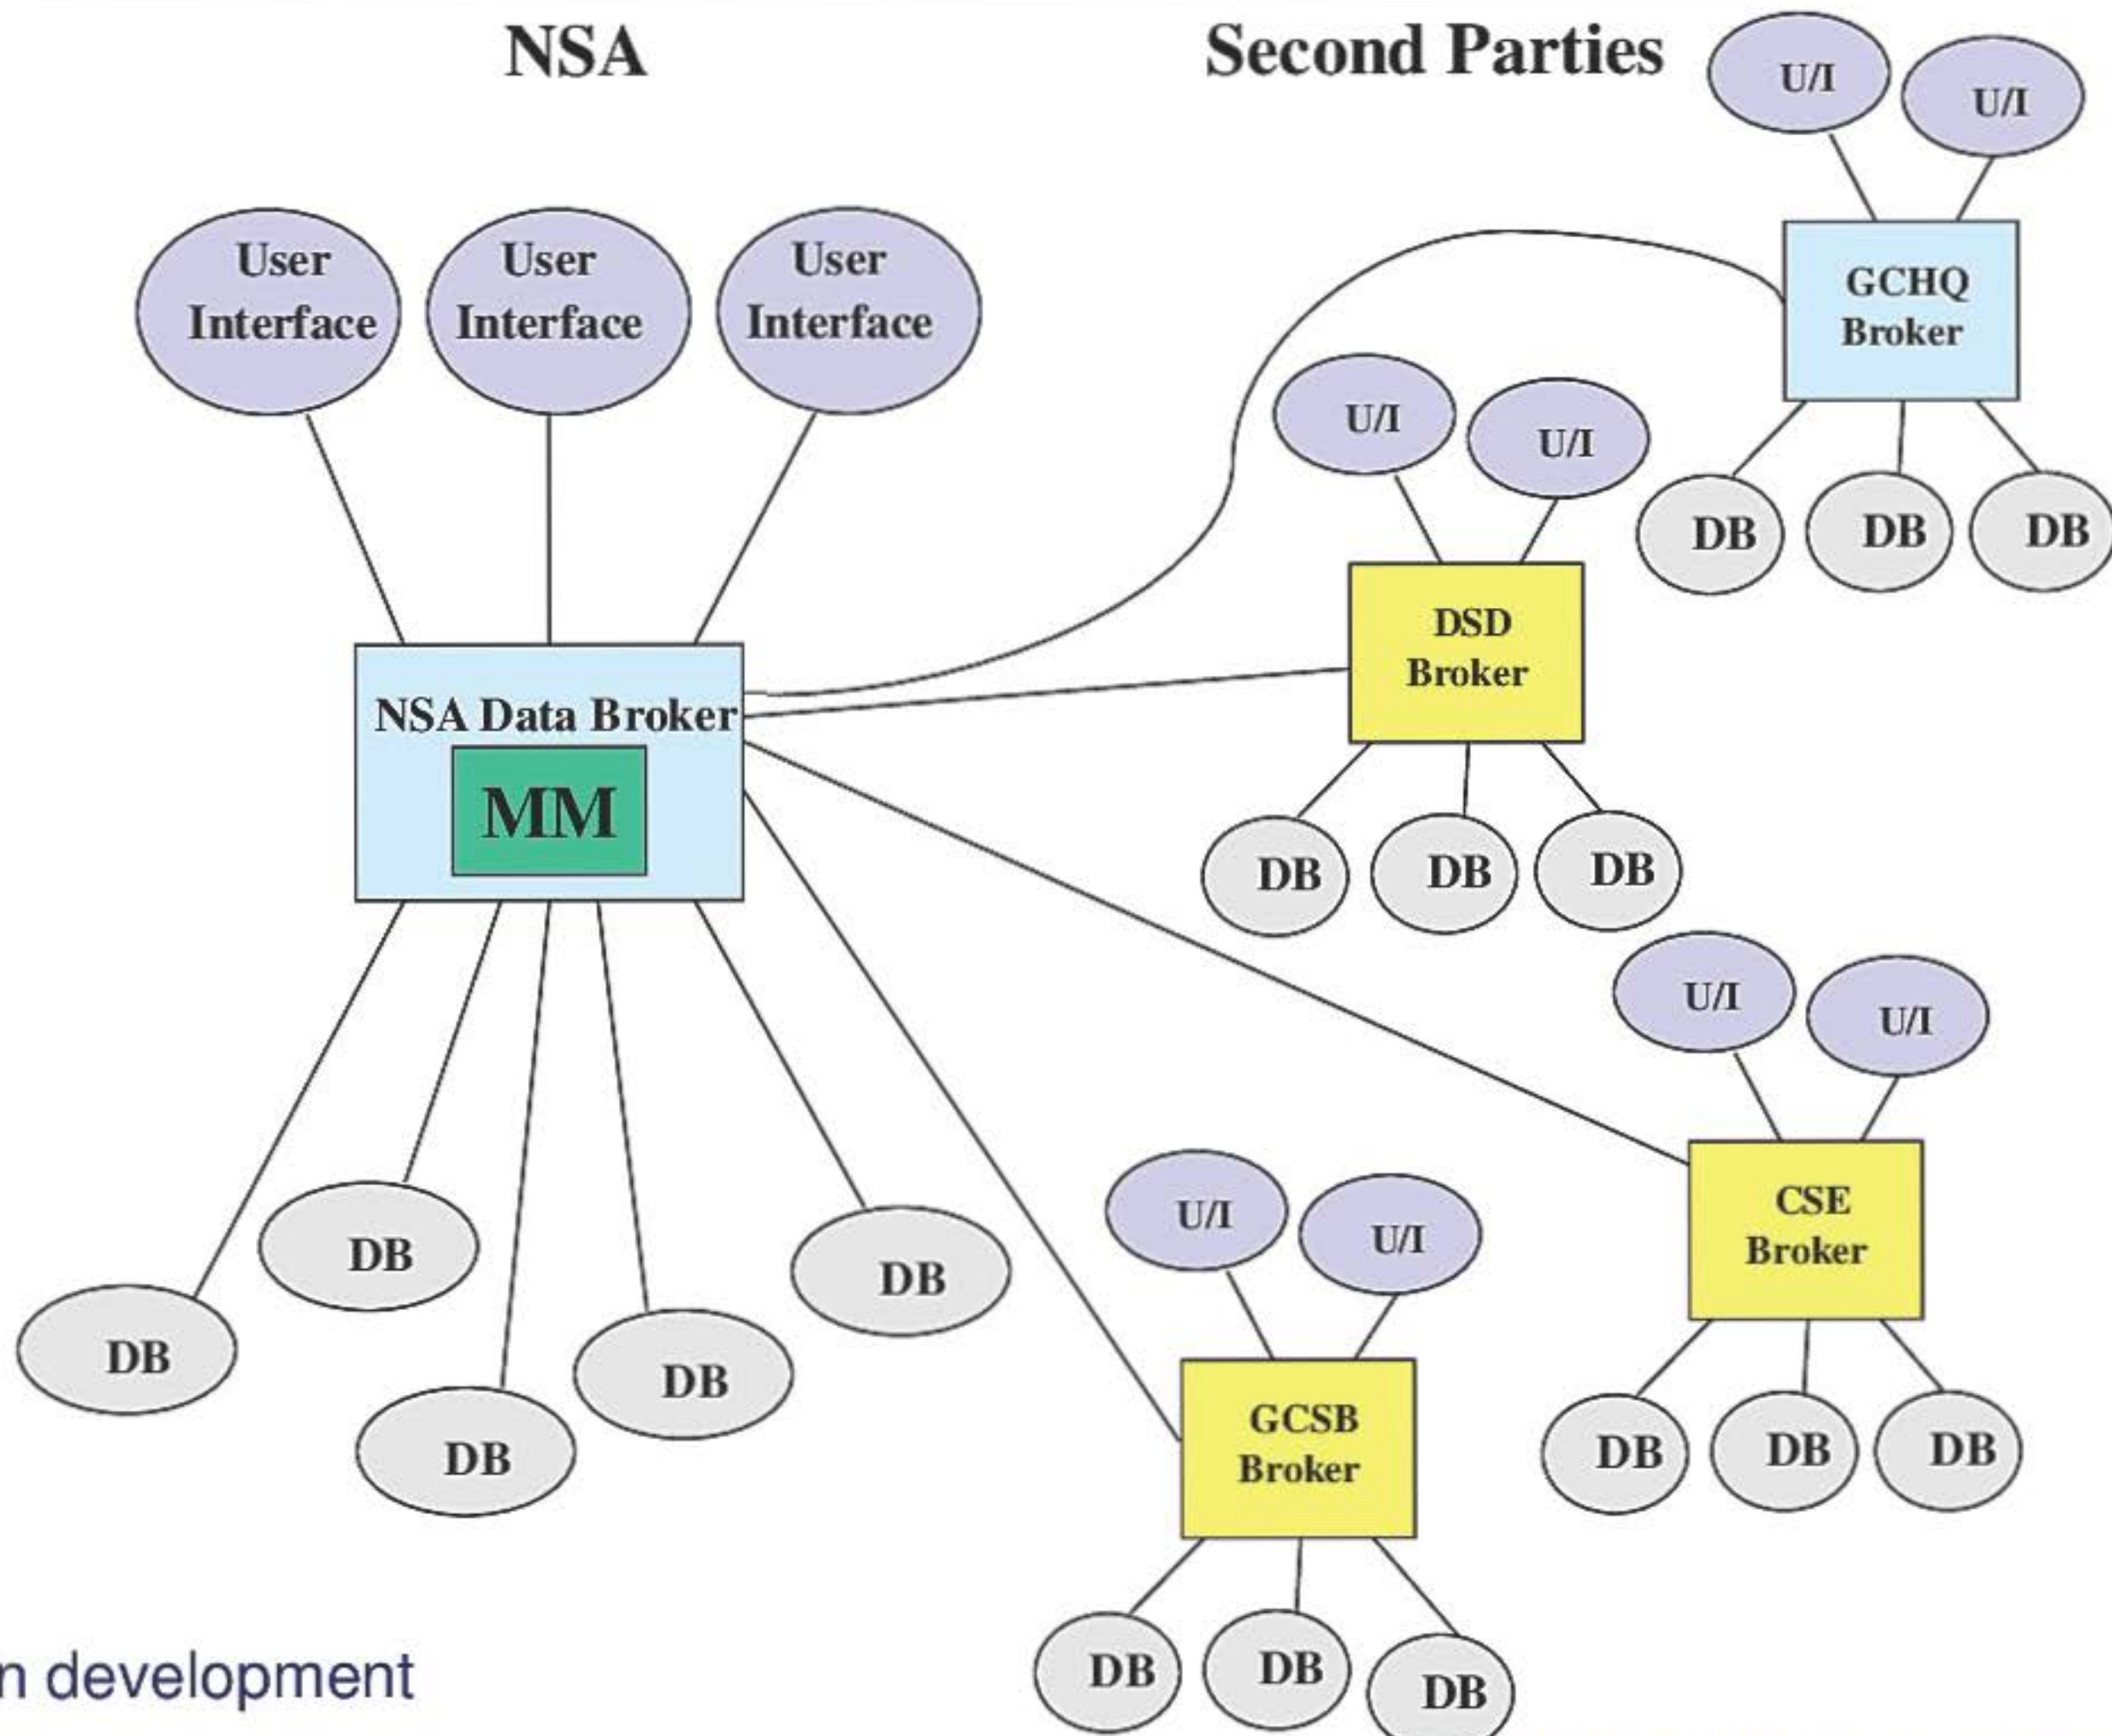 NSA
Second Parties
U/I
U/I
GCHQ
Broker
DB
DB
DB
User
Interface
User
Interface
User
Interface
NSA Data Broker
MM
DB
DB
DB
DB
DB
U/I
U/I
DSD
Broker
DB
DB
DB
U/I
U/I
CSE
Broker
DB
DB
DB
U/I
U/I
GCSB
Broker
DB
DB
DB
n development